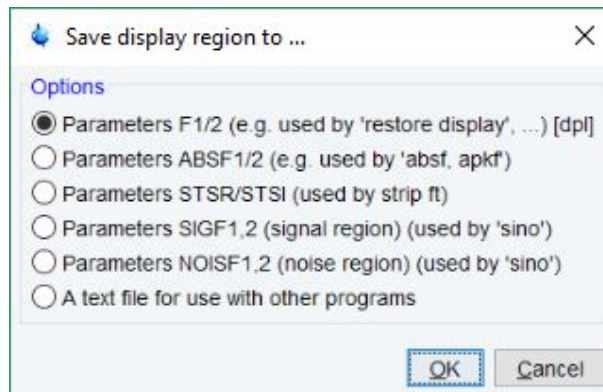 Save display region to ...
Options
Parameters F1/2 (e.g. used by 'restore display', ...) [dpl]
Parameters ABSF1/2 (e.g. used by 'absf, apkf')
Parameters STSR/STSI (used by strip ft)
Parameters SIGF1,2 (signal region) (used by 'sino')
Parameters NOISF1,2 (noise region) (used by 'sino')
A text file for use with other programs
OK Cancel